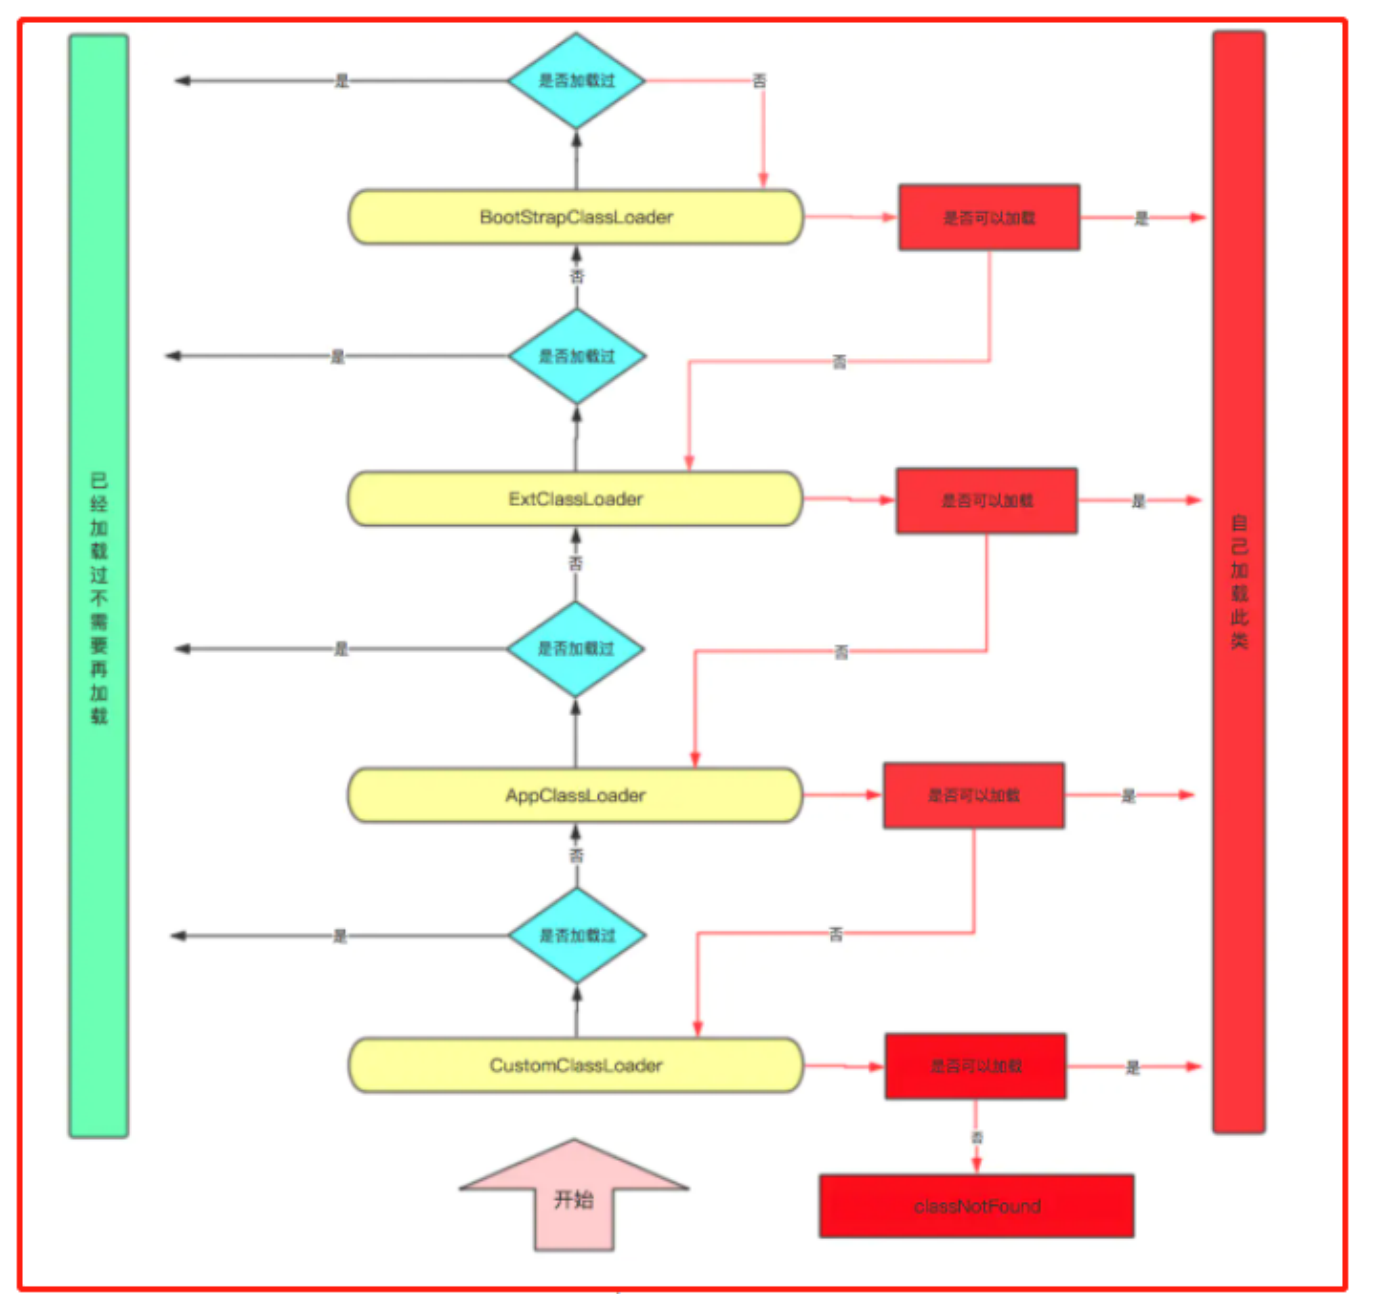 是否加载过
是
否
BootStrapClassLoader
是否可以加载
是
否
是否加载过
是
否
ExtClassLoader
是否可以加载
是
否
是否加载过
是
否
AppClassLoader
是否可以加载
是
否
是否加载过
是
否
CustomClassLoader
是否可以加载
是
否
classNotFound
开始
已经加载过不需要再加载
自己加载此类